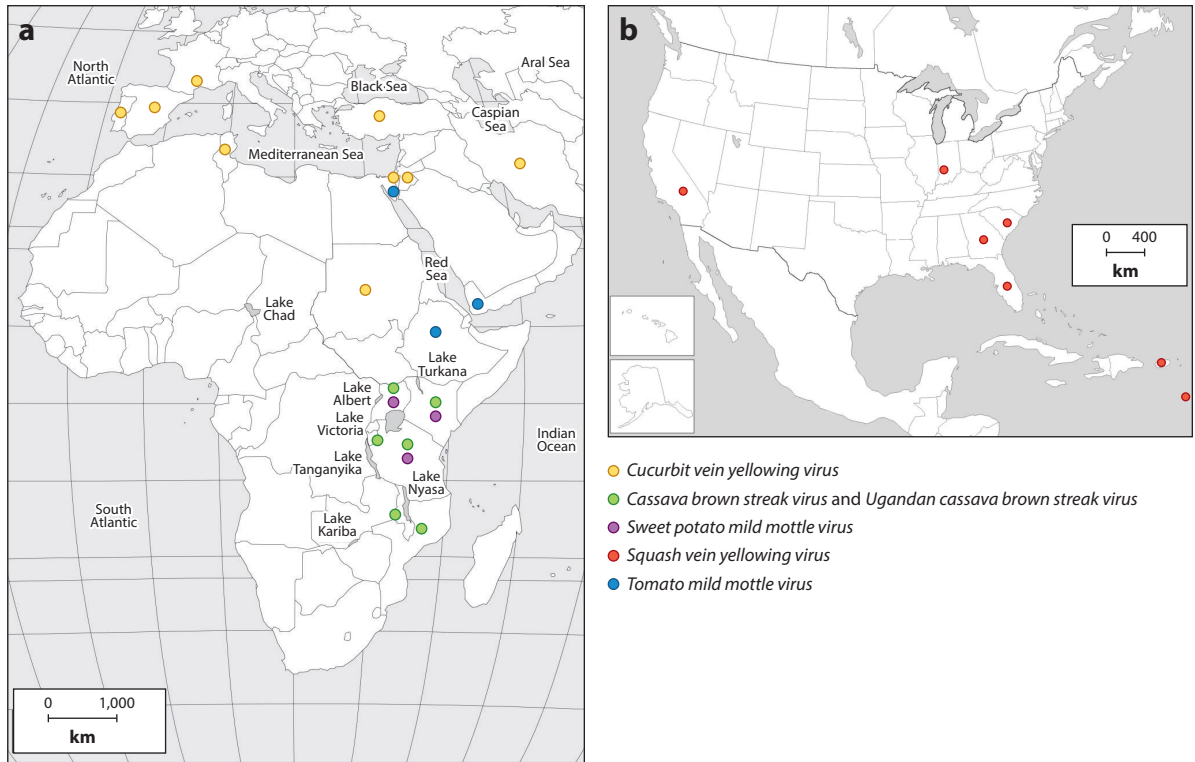 a
North
Atlantic
Aral Sea
Black Sea
Caspian
Sea
Mediterranean Sea
Red
Sea
Lake
Chad
Lake
Turkana
Lake
Albert
Lake
Victoria
Lake
Tanganyika
Lake
Nyasa
Indian
Ocean
South
Atlantic
Lake
Kariba
0 1,000
km
b
0 400
km
Cucurbit vein yellowing virus
Cassava brown streak virus and Ugandan cassava brown streak virus
Sweet potato mild mottle virus
Squash vein yellowing virus
Tomato mild mottle virus